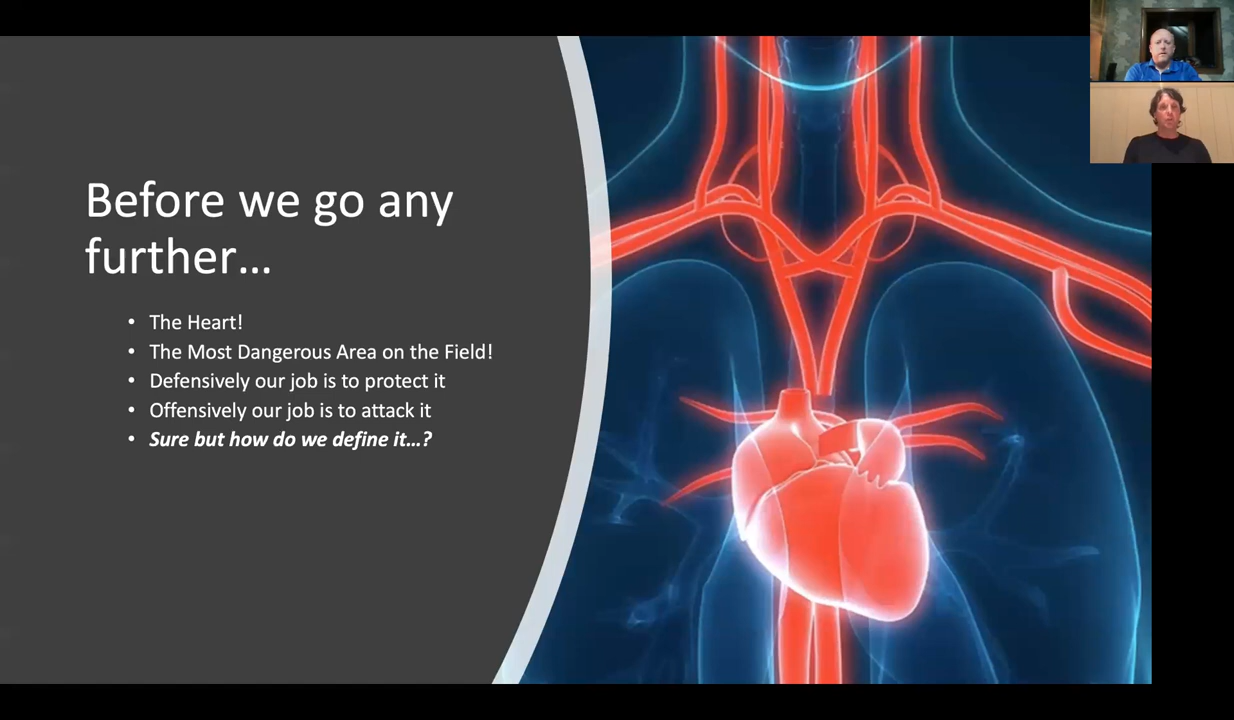 Before we go any
further...
• The Heart!
• The Most Dangerous Area on the Field!
• Defensively our job is to protect it
• Offensively our job is to attack it
• Sure but how do we define it...?